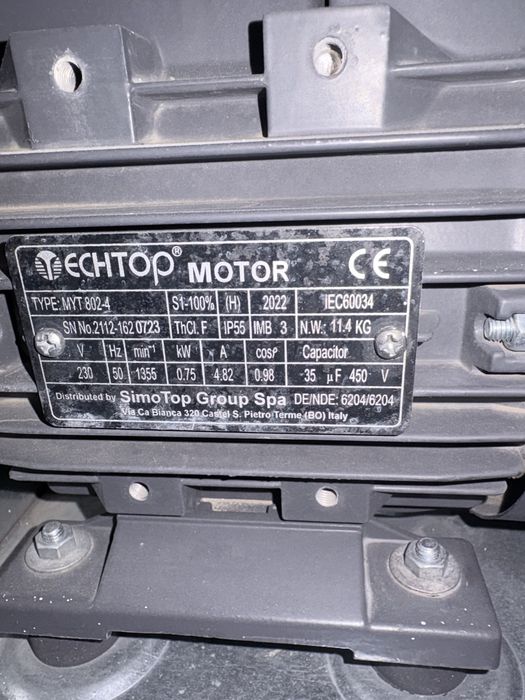 TECHTOP® MOTOR CE
TYPE: MYT 802-4 S1-100% (H) 2022 IEC60034
SN No.2112-162 0723 ThCl. F IP55 IMB 3 N.W.: 11.4 KG
V Hz min⁻¹ kW A cosφ Capacitor
230 50 1355 0.75 4.82 0.98 35 μF 450 V
Distributed by SimoTop Group Spa DE/NDE: 6204/6204
Via Ca Bianca 320 Castel S. Pietro Terme (BO) Italy